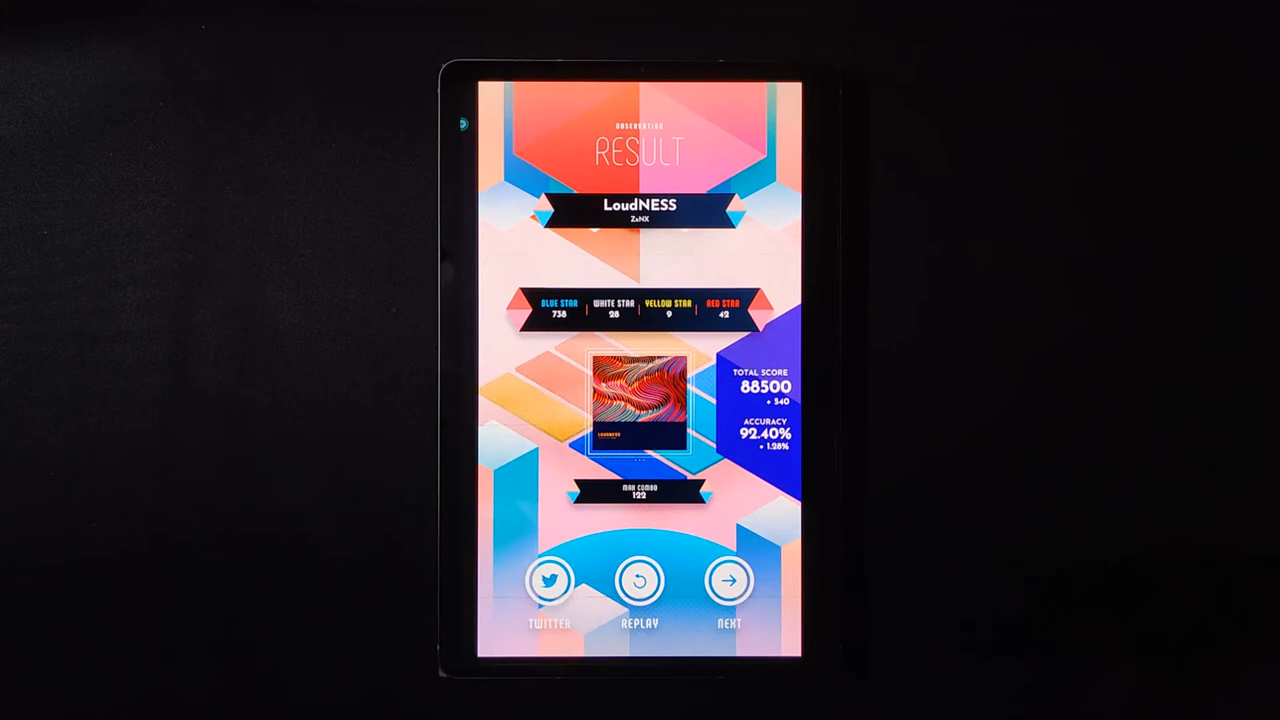 OBSERVATION
RESULT
LoudNESS
ZxNX
BLUE STAR
738
WHITE STAR
28
YELLOW STAR
9
RED STAR
42
TOTAL SCORE
88500
+ 540
ACCURACY
92.40%
+ 1.28%
LOUDNESS
MAX COMBO
122
TWITTER
REPLAY
NEXT